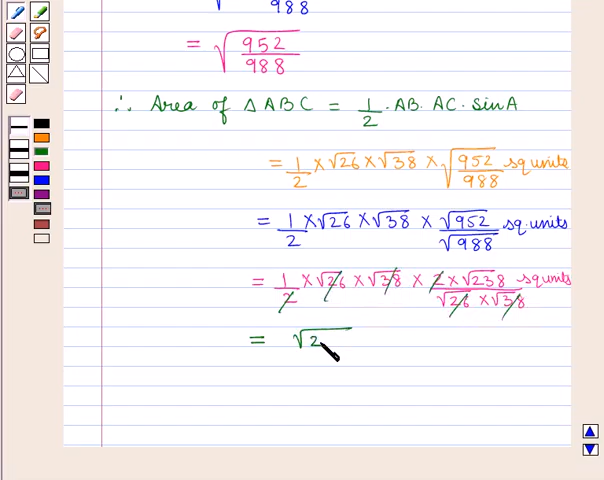 √988
= √(952/988)
∴ Area of △ABC = 1/2 · AB · AC · sinA
= 1/2 × √26 × √38 × √(952/988) sq units
= 1/2 × √26 × √38 × √952/√988 sq.units
= 1/2 × √26 × √38 × 2 × √238/√26 × √38 sq units
= √2